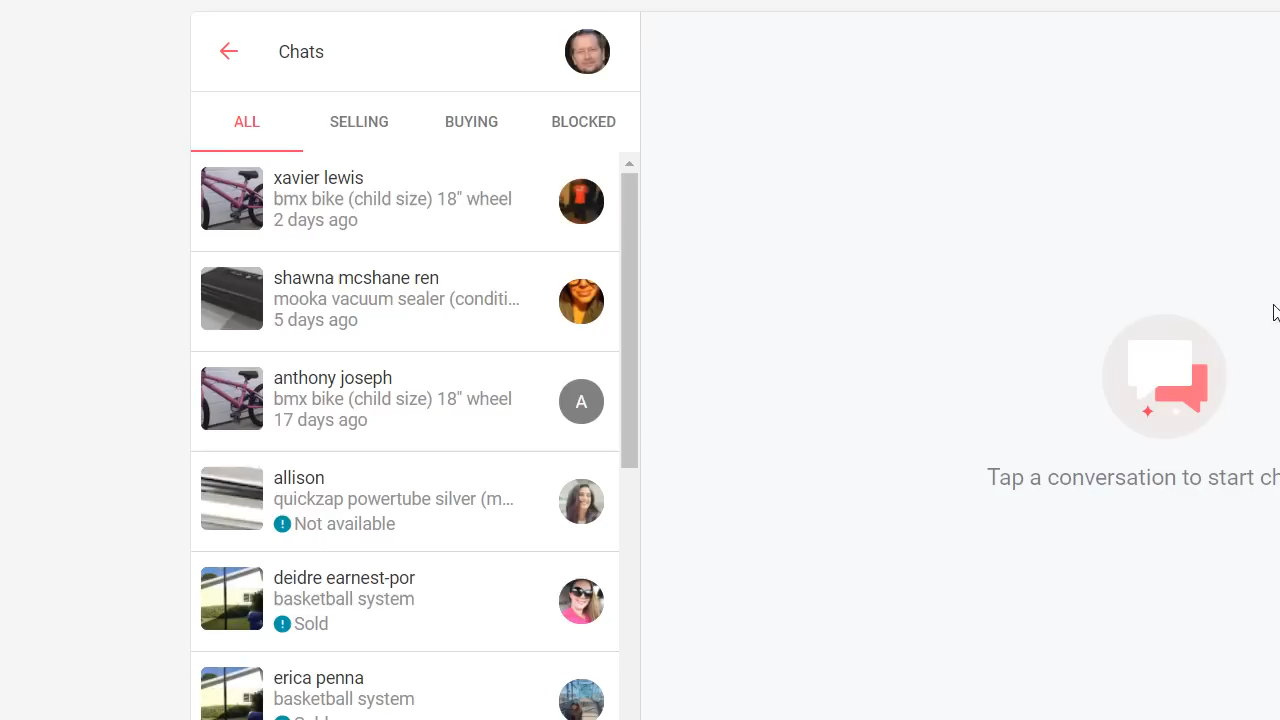 Chats
ALL SELLING BUYING BLOCKED
xavier lewis
bmx bike (child size) 18" wheel
2 days ago
shawna mcshane ren
mooka vacuum sealer (conditi...
5 days ago
anthony joseph
bmx bike (child size) 18" wheel
17 days ago
A
allison
quickzap powertube silver (m...
! Not available
deidre earnest-por
basketball system
! Sold
erica penna
basketball system
Tap a conversation to start ch